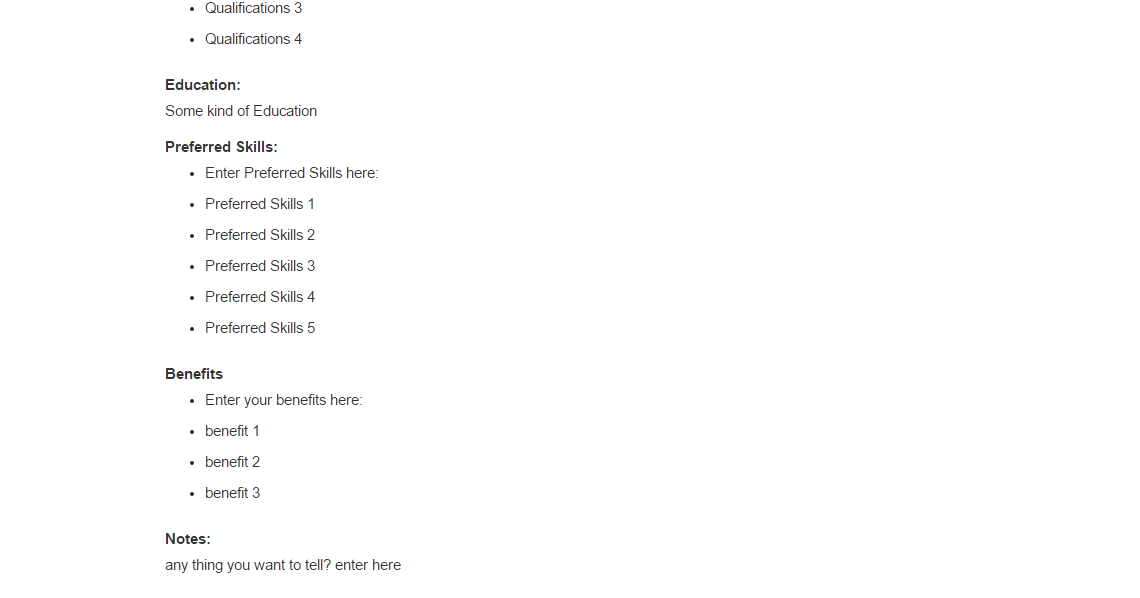 Qualifications 3
Qualifications 4
Education:
Some kind of Education
Preferred Skills:
Enter Preferred Skills here:
Preferred Skills 1
Preferred Skills 2
Preferred Skills 3
Preferred Skills 4
Preferred Skills 5
Benefits
Enter your benefits here:
benefit 1
benefit 2
benefit 3
Notes:
any thing you want to tell? enter here